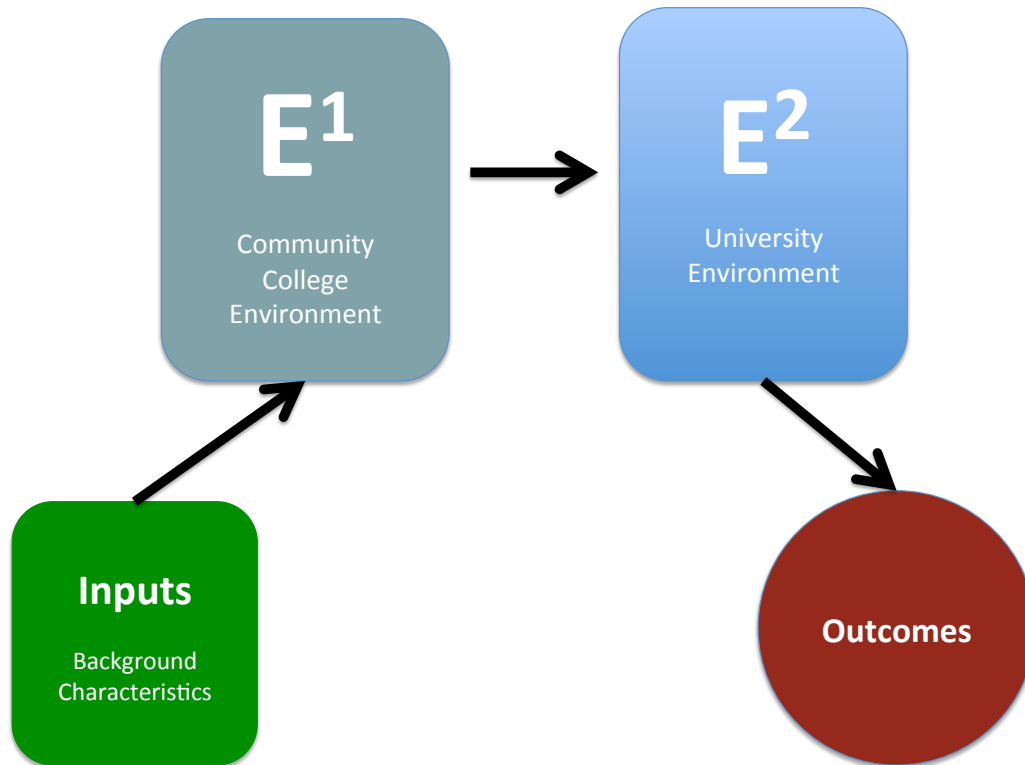 E¹
Community
College
Environment
E²
University
Environment
Inputs
Background
Characteristics
Outcomes